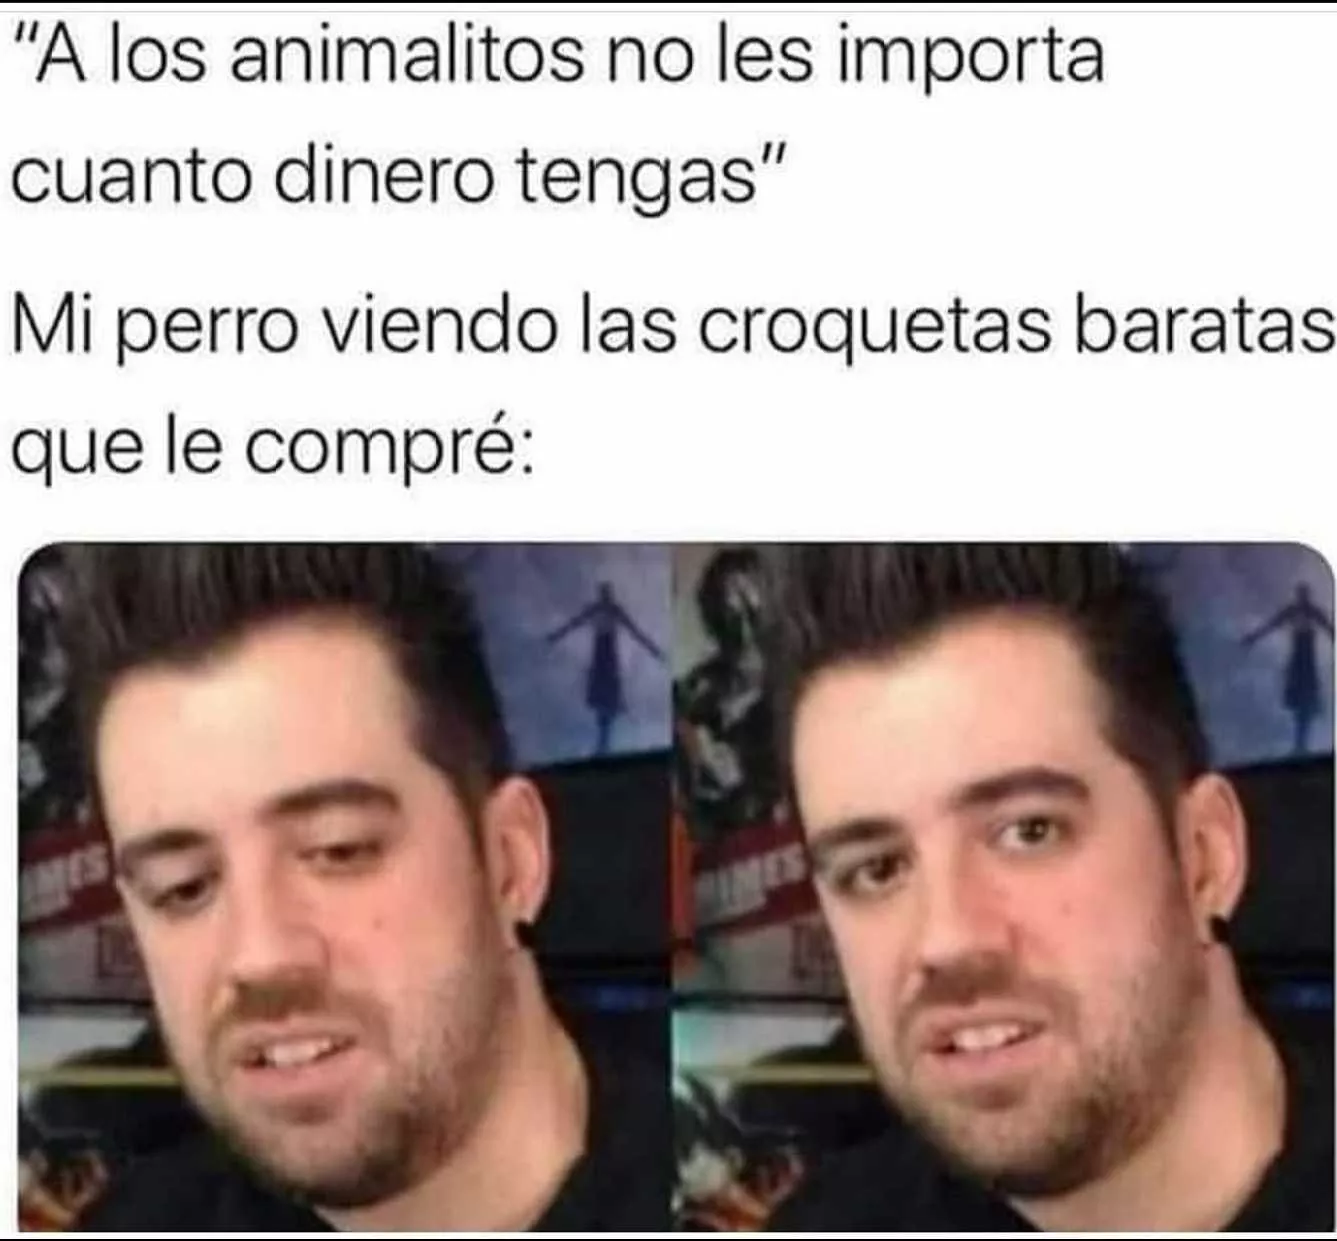 "A los animalitos no les importa
cuanto dinero tengas"
Mi perro viendo las croquetas baratas
que le compré: